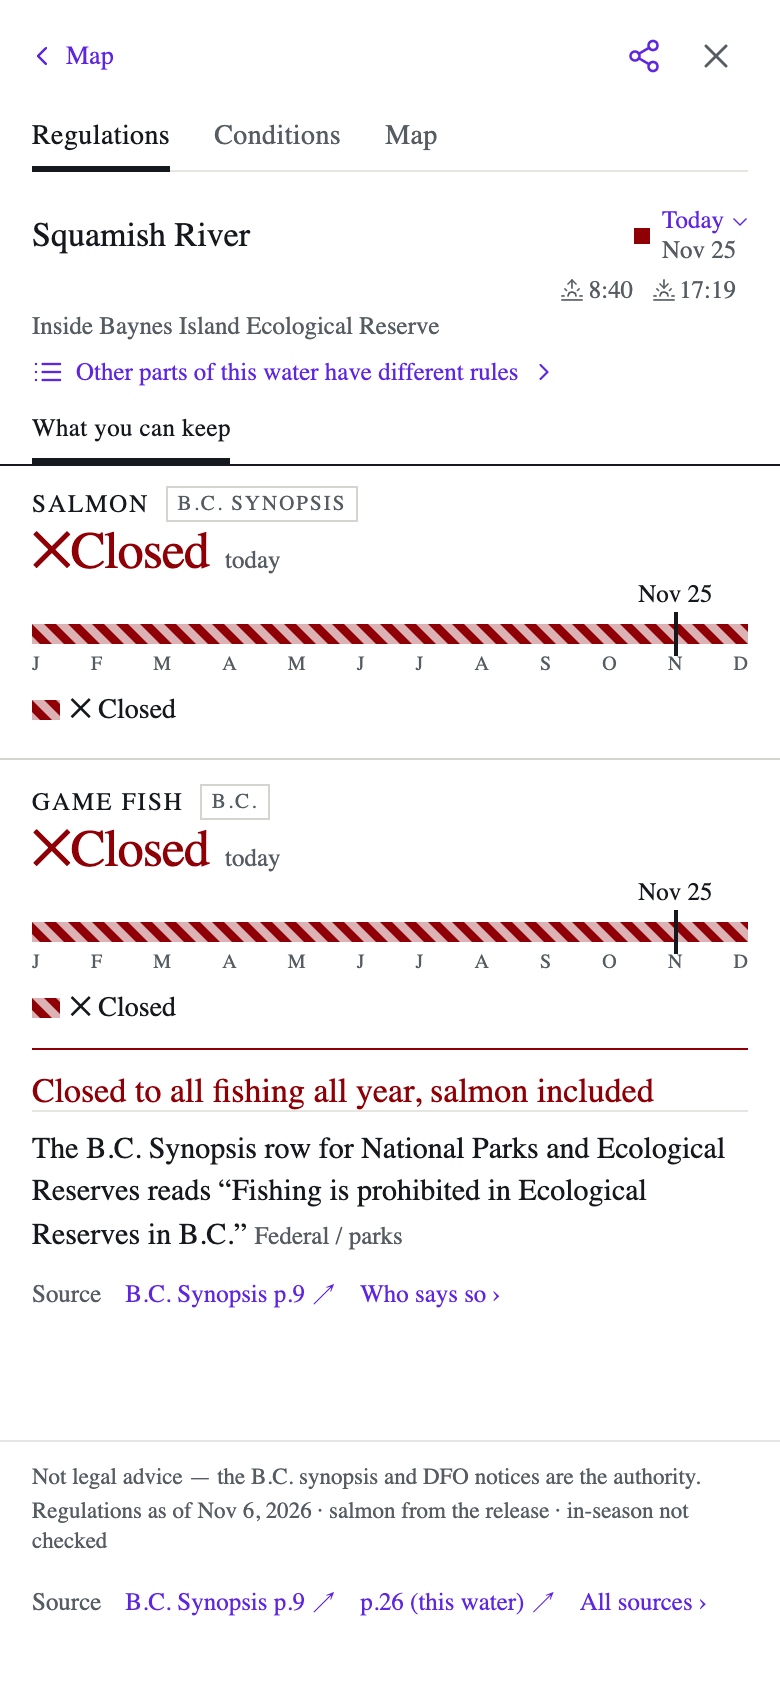 Map
Regulations Conditions Map
Squamish River
Today
Nov 25
8:40 17:19
Inside Baynes Island Ecological Reserve
Other parts of this water have different rules
What you can keep
SALMON B.C. SYNOPSIS
Closed today
Nov 25
J F M A M J J A S O N D
Closed
GAME FISH B.C.
Closed today
Nov 25
J F M A M J J A S O N D
Closed
Closed to all fishing all year, salmon included
The B.C. Synopsis row for National Parks and Ecological
Reserves reads “Fishing is prohibited in Ecological
Reserves in B.C.” Federal / parks
Source B.C. Synopsis p.9 ↗ Who says so ›
Not legal advice — the B.C. synopsis and DFO notices are the authority.
Regulations as of Nov 6, 2026 · salmon from the release · in-season not
checked
Source B.C. Synopsis p.9 ↗ p.26 (this water) ↗ All sources ›